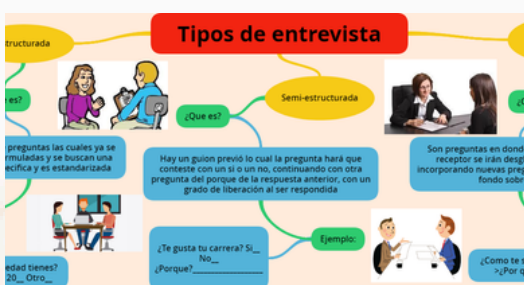 Tipos de entrevista
tructurada
es?
preguntas las cuales ya se
rmuladas y se buscan una
ecifica y es estandarizada
edad tienes?
20__ Otro__
Semi-estructurada
¿Que es?
Hay un guion previó lo cual la pregunta hará que
conteste con un si o un no, continuando con otra
pregunta del porque de la respuesta anterior, con un
grado de liberación al ser respondida
Ejemplo:
¿Te gusta tu carrera? Si__
No__
¿Porque?__________________
Son preguntas en dond
receptor se irán desg
incorporando nuevas preg
fondo sobr
¿Como te s
>¿Por q